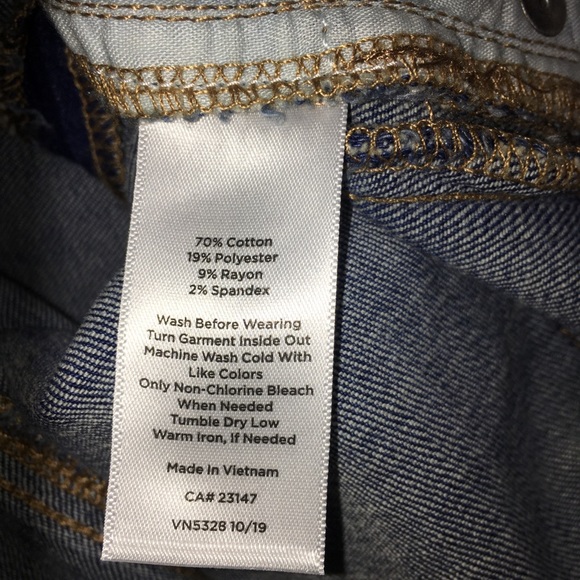 70% Cotton
19% Polyester
9% Rayon
2% Spandex
Wash Before Wearing
Turn Garment Inside Out
Machine Wash Cold With
Like Colors
Only Non-Chlorine Bleach
When Needed
Tumble Dry Low
Warm Iron, If Needed
Made In Vietnam
CA# 23147
VN5328 10/19